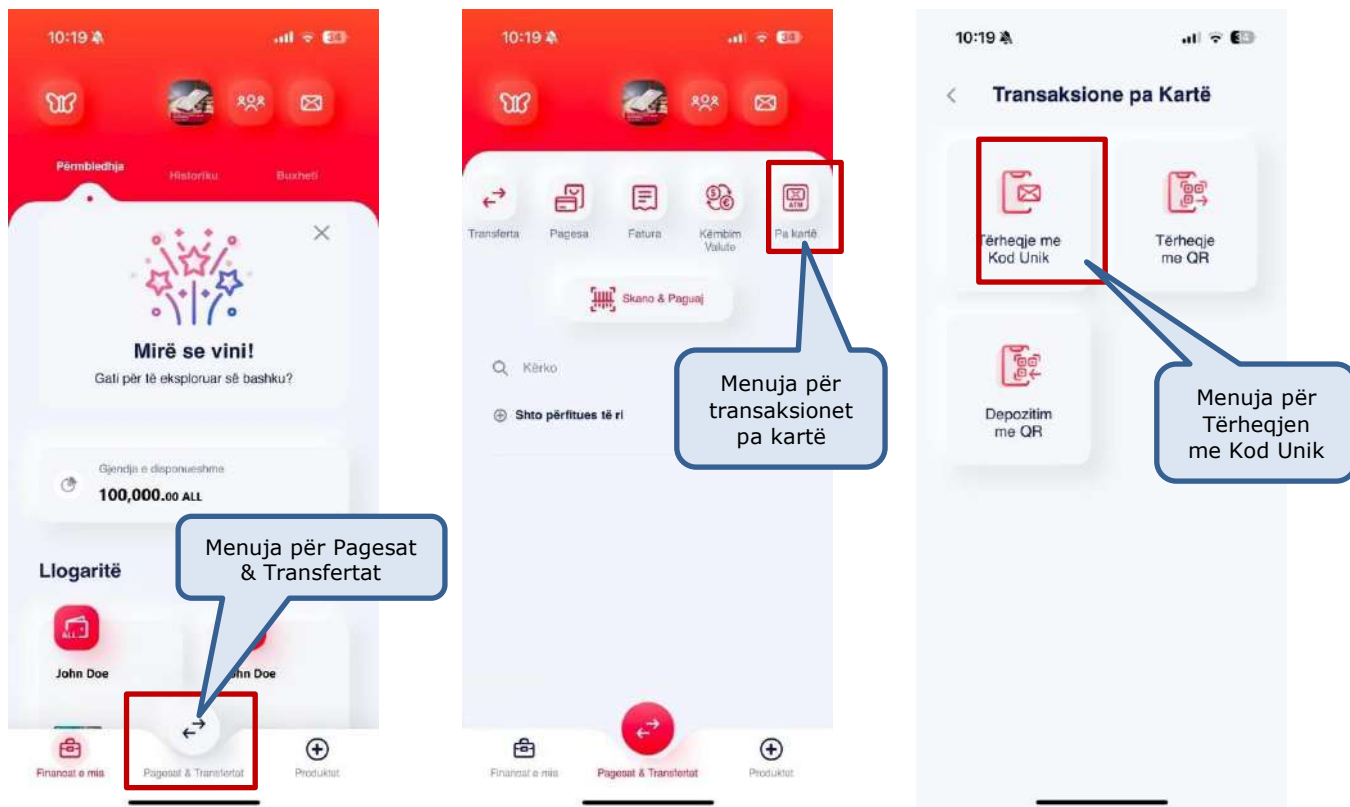 10:19
34
Përmbledhja
Historiku
Buxheti
Mirë se vini!
Gati për të eksploruar së bashku?
Gjendja e disponueshme
100,000.00 ALL
Menuja për Pagesat
& Transfertat
Llogaritë
ALL
John Doe
John Doe
Financat e mia
Pagesat & Transfertat
Produktet
10:19
34
Transferta
Pagesa
Fatura
Këmbim
Valute
ATM
Pa kartë
Skano & Paguaj
Kërko
Shto përfitues të ri
Menuja për
transaksionet
pa kartë
Financat e mia
Pagesat & Transfertat
Produktet
10:19
Transaksione pa Kartë
Tërheqje me
Kod Unik
Tërheqje
me QR
Depozitim
me QR
Menuja për
Tërheqjen
me Kod Unik